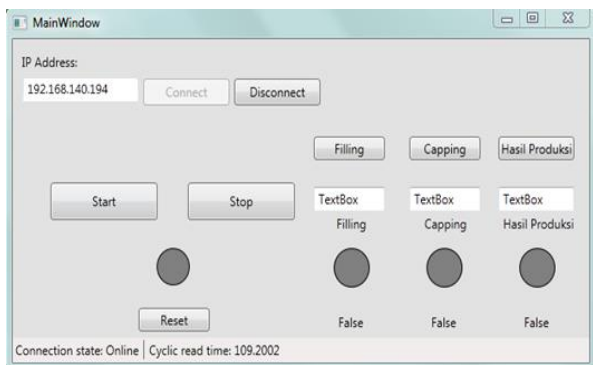 MainWindow
IP Address:
192.168.140.194 Connect Disconnect
Filling Capping Hasil Produksi
Start Stop TextBox TextBox TextBox
Filling Capping Hasil Produksi
Reset False False False
Connection state: Online Cyclic read time: 109.2002